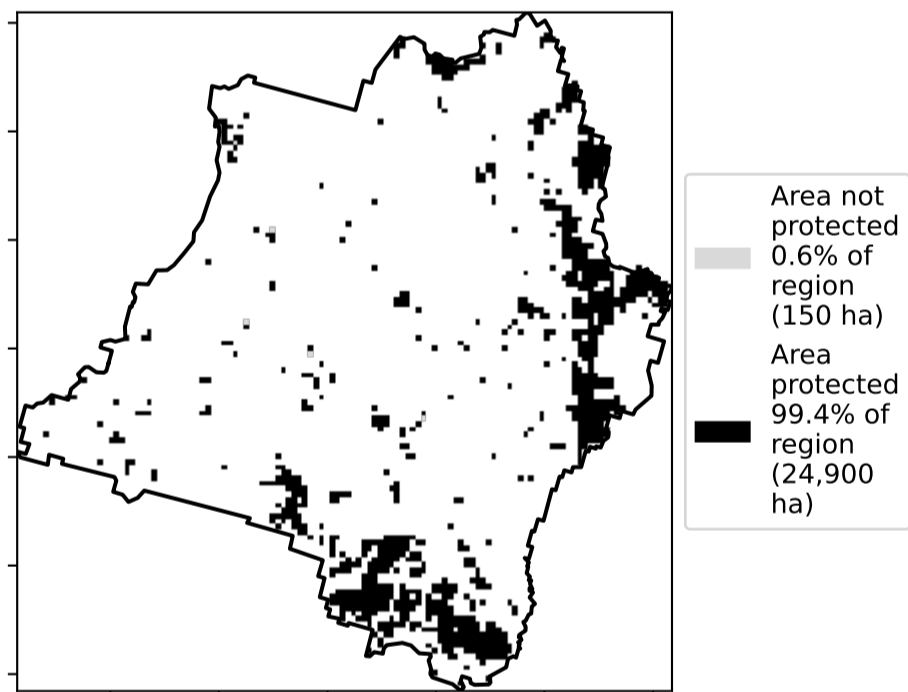 Area not
protected
0.6% of
region
(150 ha)
Area
protected
99.4% of
region
(24,900
ha)